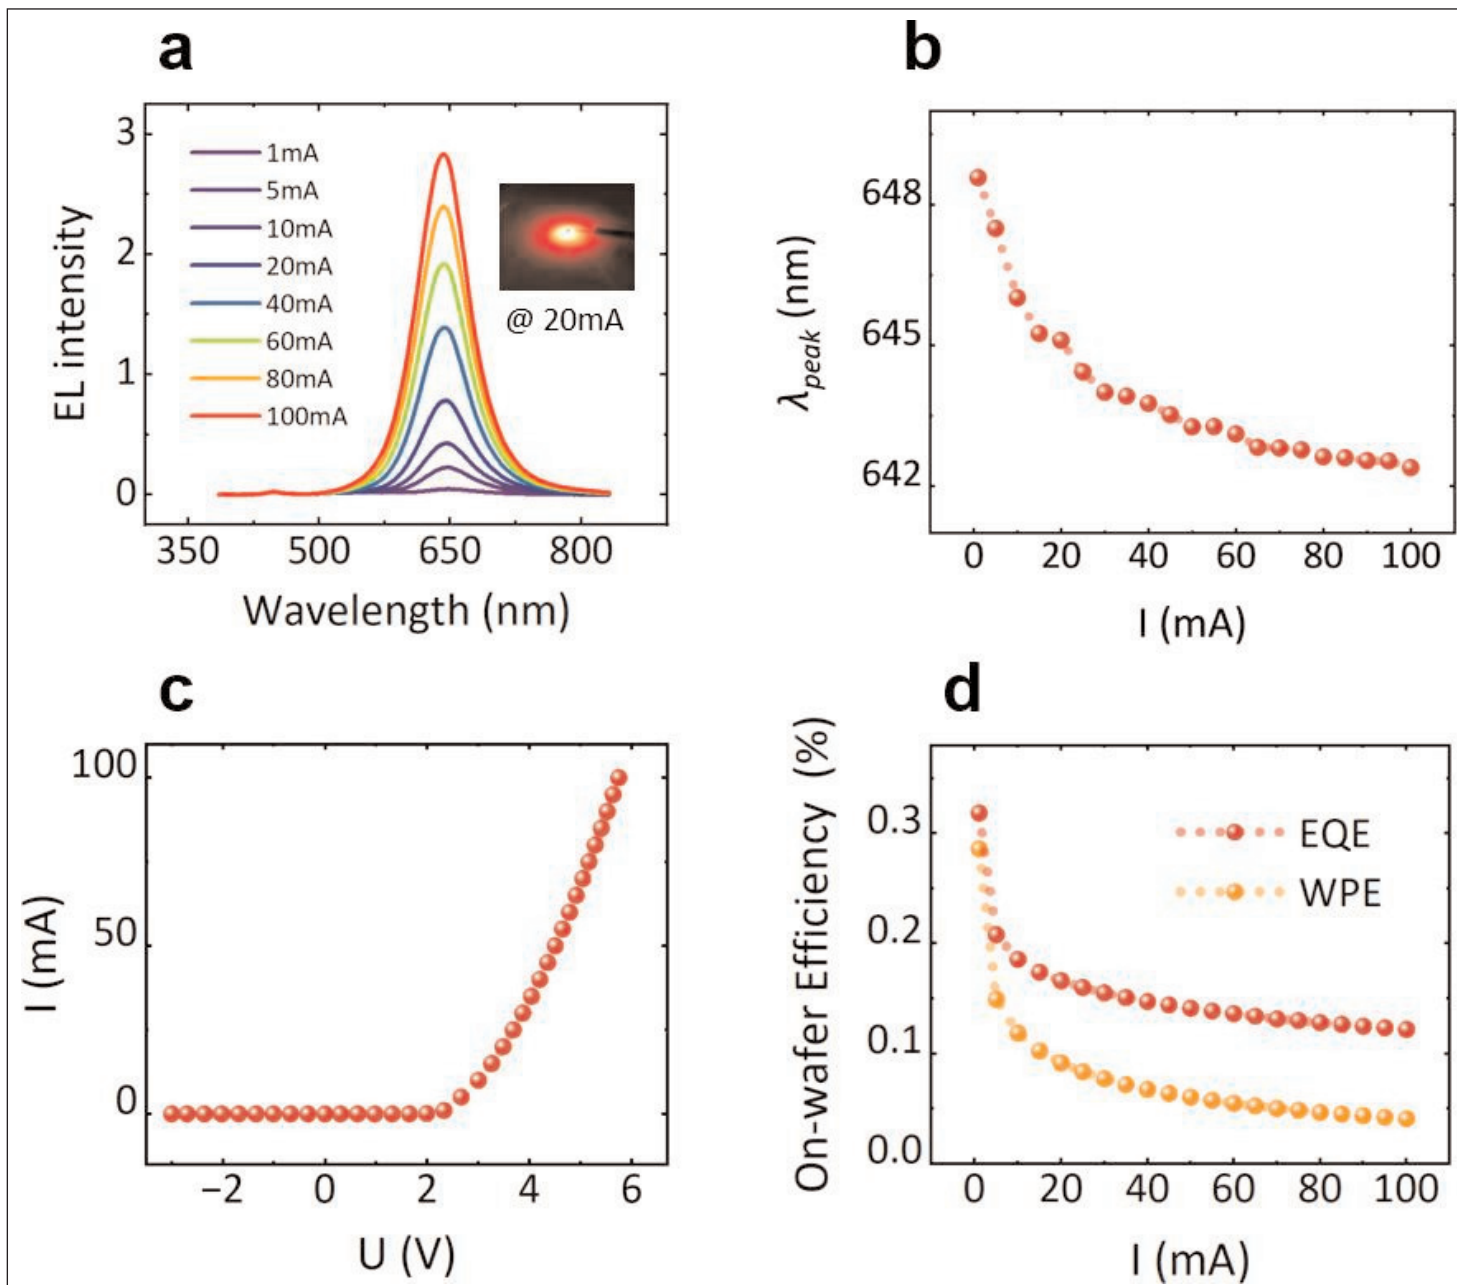 a
3
2
1
0
EL intensity
1mA
5mA
10mA
20mA
40mA
60mA
80mA
100mA
@ 20mA
350 500 650 800
Wavelength (nm)
b
648
645
642
λpeak (nm)
0 20 40 60 80 100
I (mA)
c
100
50
0
I (mA)
−2 0 2 4 6
U (V)
d
On-wafer Efficiency (%)
0.3
0.2
0.1
0.0
EQE
WPE
0 20 40 60 80 100
I (mA)